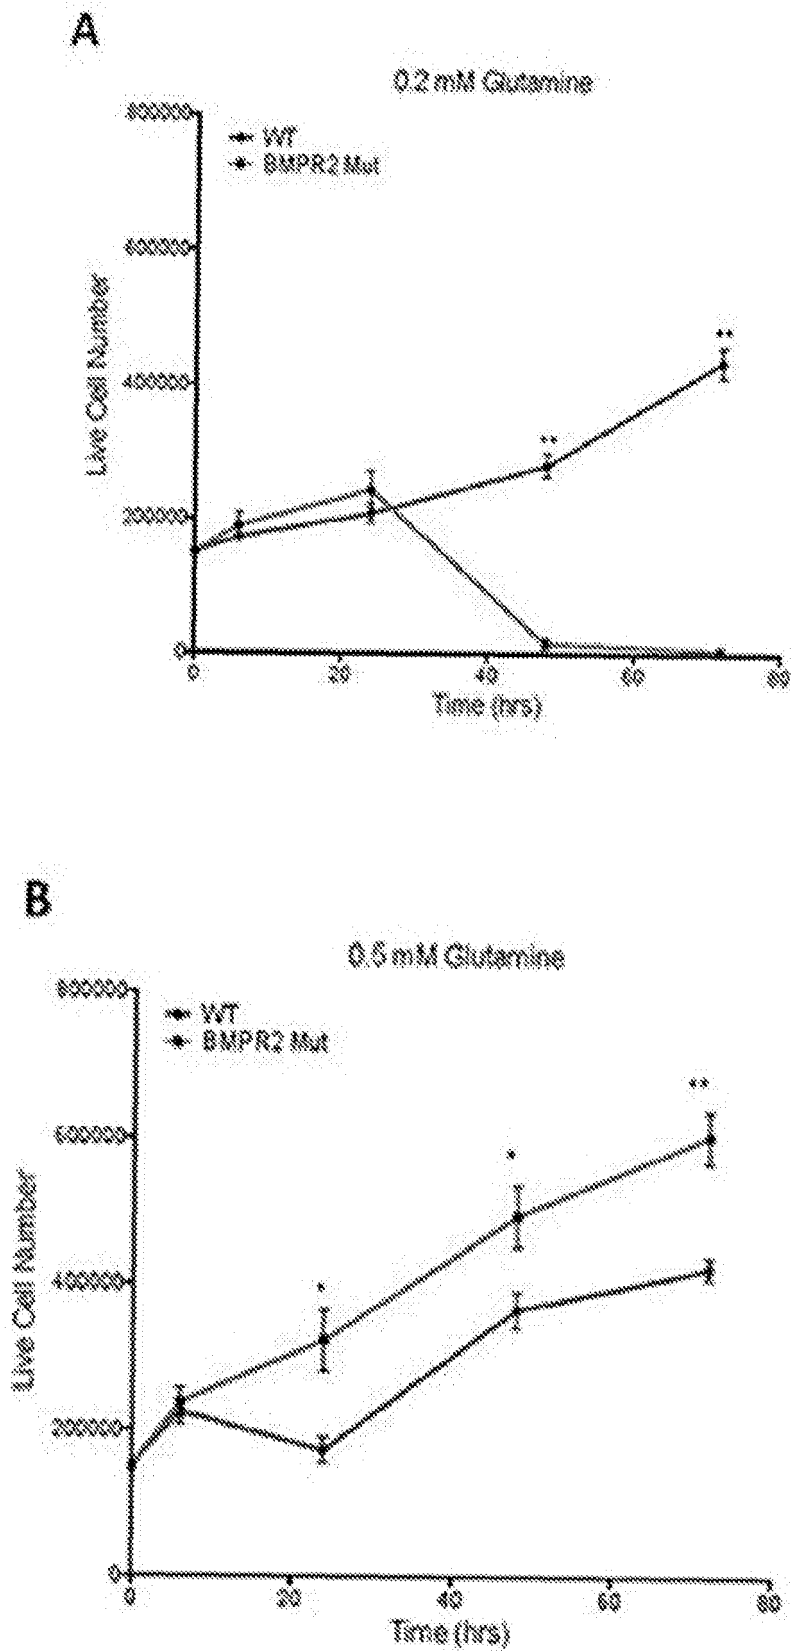 A
0.2 mM Glutamine
800000
WT
BMPR2 Mut
600000
400000
200000
0
Live Cell Number
**
**
0 20 40 60 80
Time (hrs)
B
0.5 mM Glutamine
800000
WT
BMPR2 Mut
600000
400000
200000
0
Live Cell Number
*
*
**
0 20 40 60 80
Time (hrs)